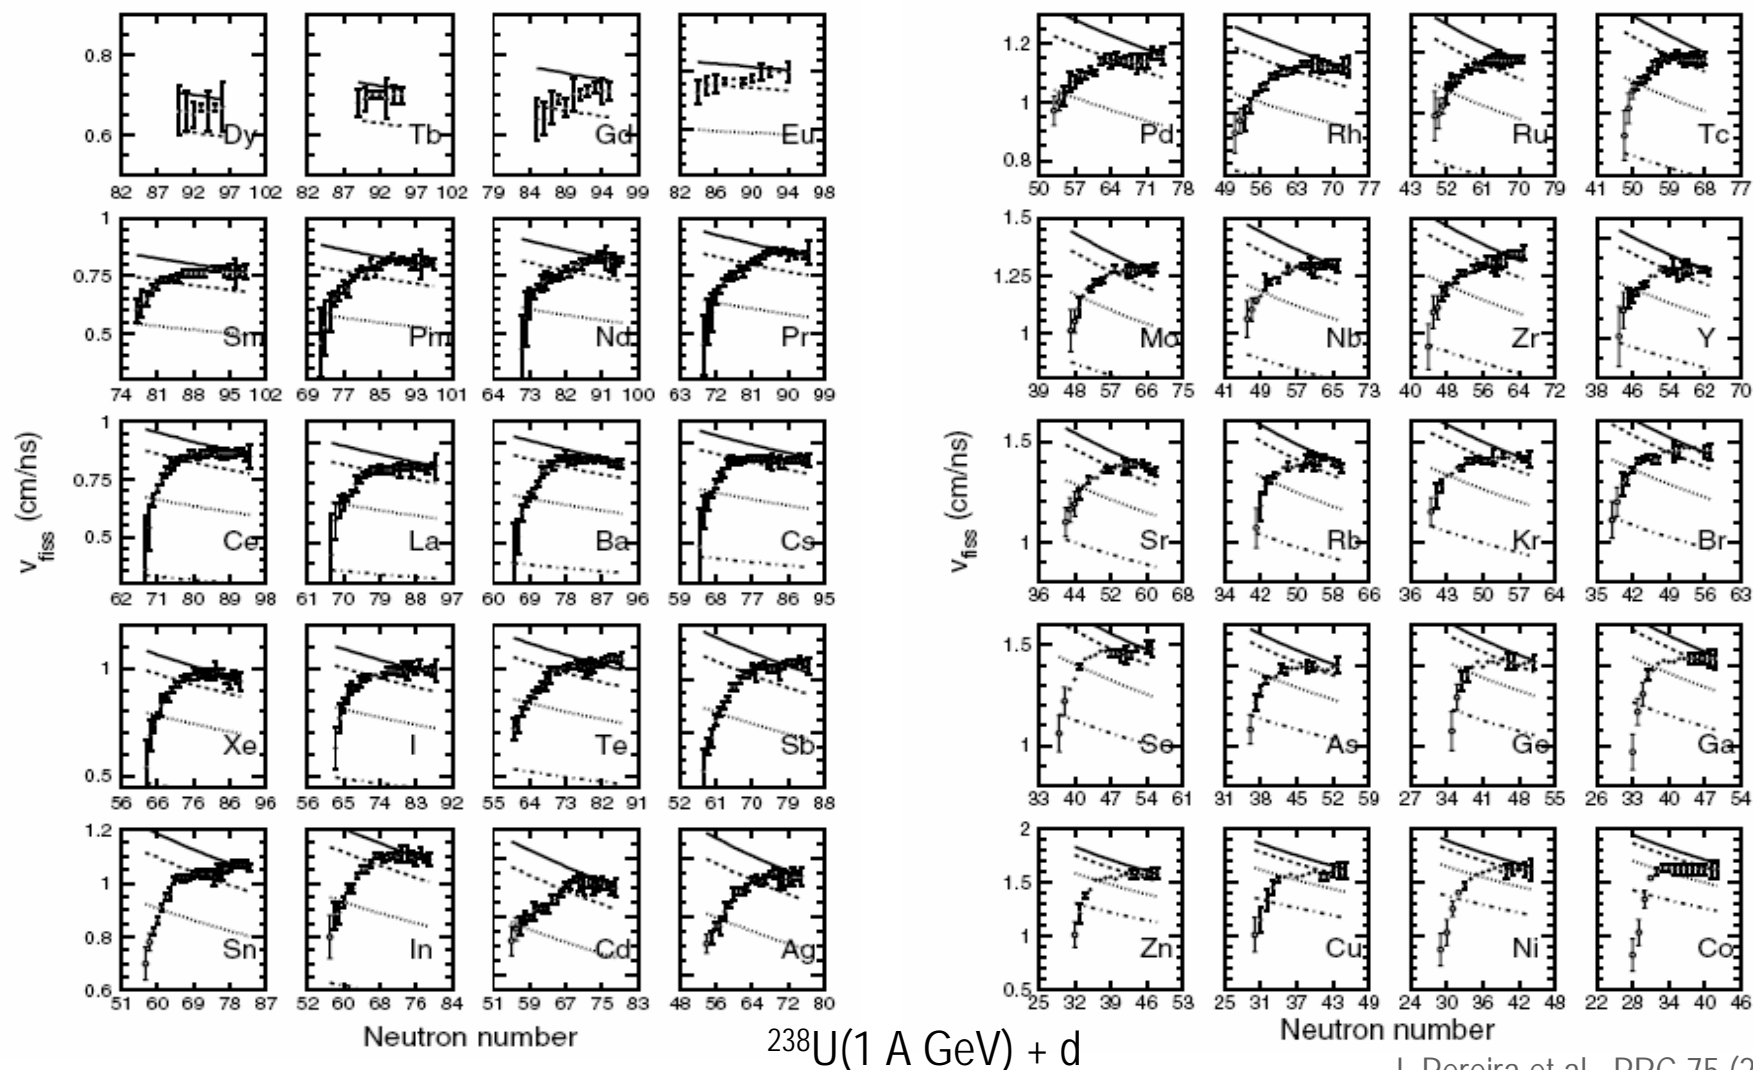 0.8
0.6
Dy
Tb
Gd
Eu
82 87 92 97 102
82 87 92 97 102
79 84 89 94 99
82 86 90 94 98
1
0.75
0.5
Sm
Pm
Nd
Pr
74 81 88 95 102
69 77 85 93 101
64 73 82 91 100
63 72 81 90 99
1
0.75
0.5
v_fiss (cm/ns)
Ce
La
Ba
Cs
62 71 80 89 98
61 70 79 88 97
60 69 78 87 96
59 68 77 86 95
1
0.5
Xe
I
Te
Sb
56 66 76 86 96
56 65 74 83 92
55 64 73 82 91
52 61 70 79 88
1.2
1
0.8
0.6
Sn
In
Cd
Ag
51 60 69 78 87
52 60 68 76 84
51 59 67 75 83
48 56 64 72 80
Neutron number
1.2
1
0.8
Pd
Rh
Ru
Tc
50 57 64 71 78
49 56 63 70 77
43 52 61 70 79
41 50 59 68 77
1.5
1.25
1
Mo
Nb
Zr
Y
39 48 57 66 75
41 49 57 65 73
40 48 56 64 72
38 46 54 62 70
1.5
1
v_fiss (cm/ns)
Sr
Rb
Kr
Br
36 44 52 60 68
34 42 50 58 66
36 43 50 57 64
35 42 49 56 63
1.5
1
Se
As
Ge
Ga
33 40 47 54 61
31 38 45 52 59
27 34 41 48 55
26 33 40 47 54
2
1.5
1
0.5
Zn
Cu
Ni
Co
25 32 39 46 53
25 31 37 43 49
24 30 36 42 48
22 28 34 40 46
Neutron number
238U(1 A GeV) + d
J. Pereira et al., PRC 75 (2